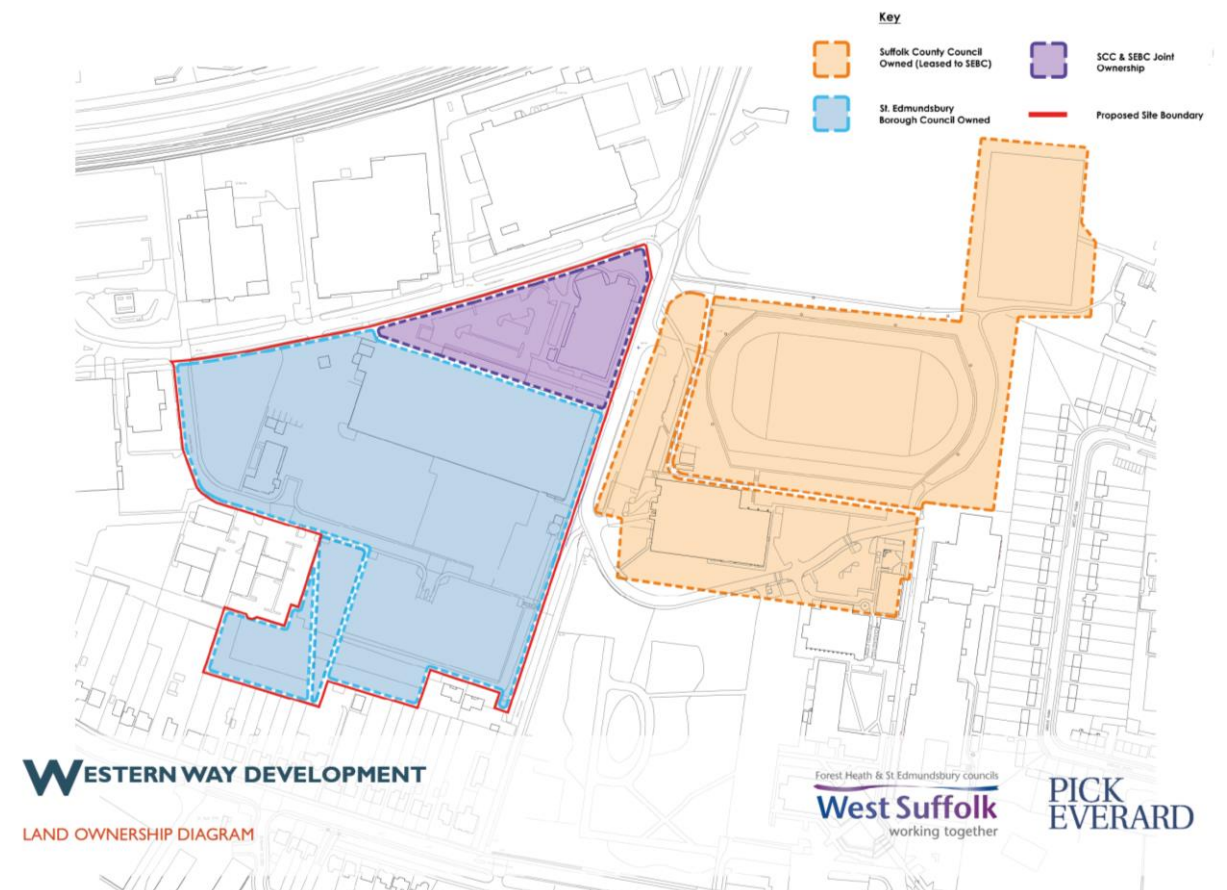 Key
Suffolk County Council
Owned (Leased to SEBC)
SCC & SEBC Joint
Ownership
St. Edmundsbury
Borough Council Owned
Proposed Site Boundary
WESTERN WAY DEVELOPMENT
LAND OWNERSHIP DIAGRAM
Forest Heath & St Edmundsbury councils
West Suffolk
working together
PICK
EVERARD